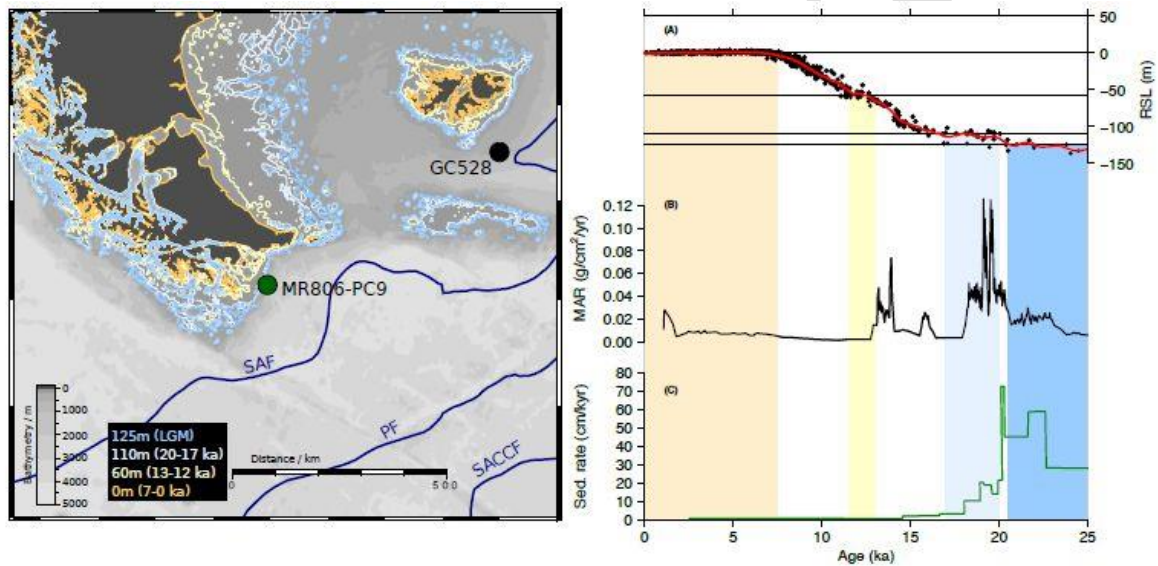 GC528
MR806-PC9
SAF
PF
SACCF
Bathymetry / m
0
1000
2000
3000
4000
5000
125m (LGM)
110m (20-17 ka)
60m (13-12 ka)
0m (7-0 ka)
Distance / km
0
500
(A)
50
0
−50
−100
−150
RSL (m)
(B)
0.12
0.10
0.08
0.06
0.04
0.02
0.00
MAR (g/cm²/yr)
(C)
80
70
60
50
40
30
20
10
0
Sed. rate (cm/kyr)
0 5 10 15 20 25
Age (ka)